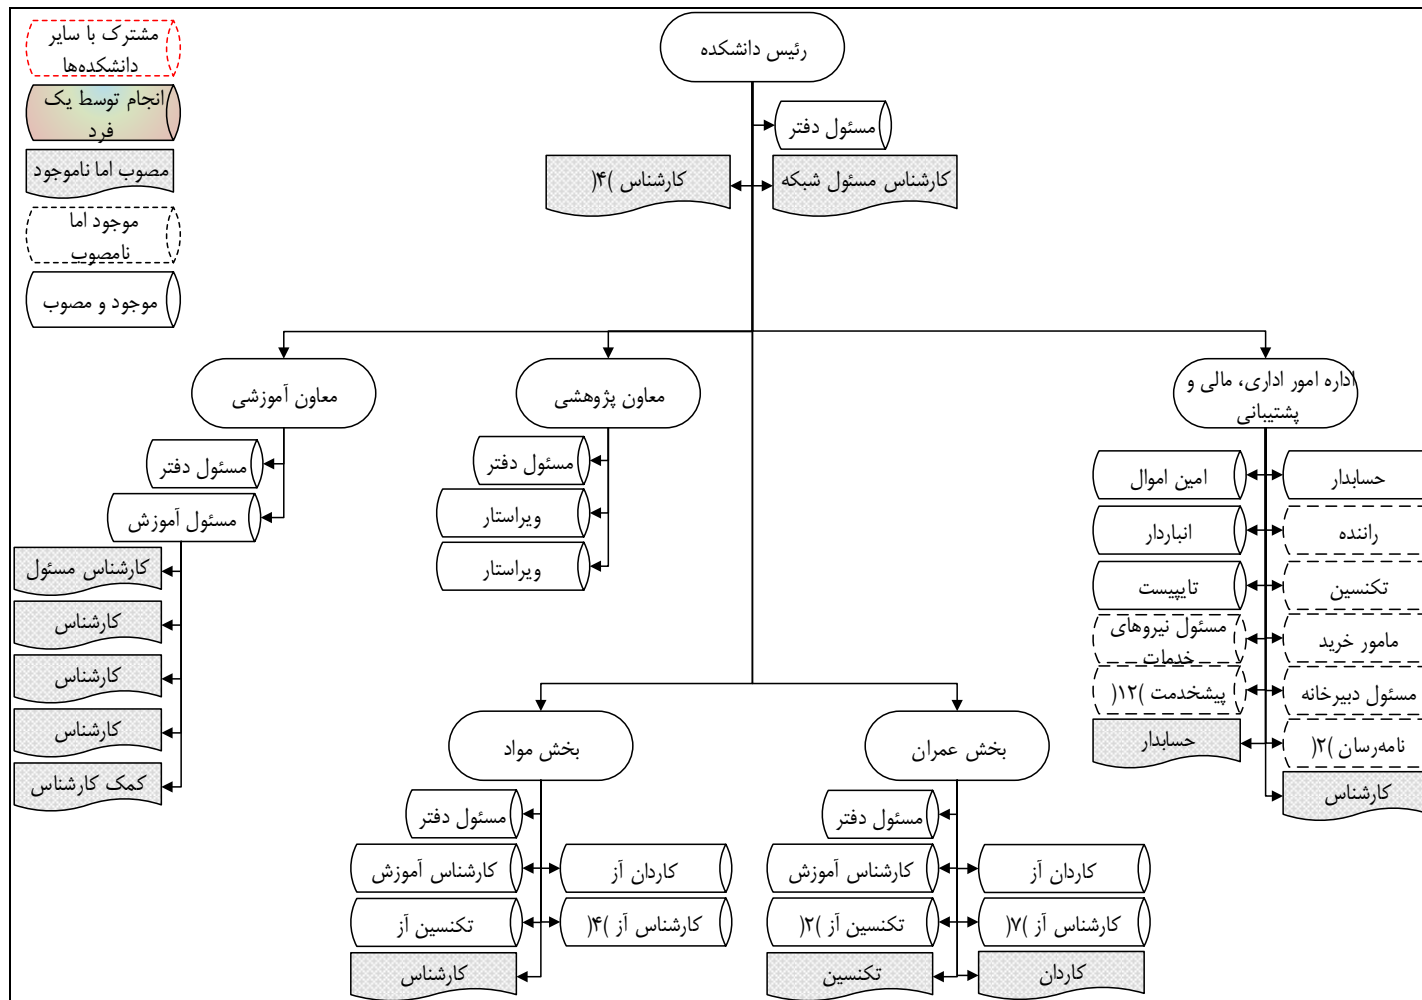 مشترک با سایر
دانشکده‌ها
انجام توسط یک
فرد
مصوب اما ناموجود
موجود اما
نامصوب
موجود و مصوب
رئیس دانشکده
مسئول دفتر
کارشناس مسئول شبکه
کارشناس )۴(
اداره امور اداری، مالی و
پشتیبانی
معاون پژوهشی
معاون آموزشی
حسابدار
امین اموال
راننده
انباردار
تکنسین
تایپیست
مامور خرید
مسئول نیروهای
خدمات
مسئول دبیرخانه
پیشخدمت )۱۲(
نامه‌رسان )۲(
حسابدار
کارشناس
مسئول دفتر
ویراستار
ویراستار
مسئول دفتر
مسئول آموزش
کارشناس مسئول
کارشناس
کارشناس
کارشناس
کمک کارشناس
بخش عمران
مسئول دفتر
کاردان آز
کارشناس آموزش
کارشناس آز )۷(
تکنسین آز )۲(
کاردان
تکنسین
بخش مواد
مسئول دفتر
کاردان آز
کارشناس آموزش
کارشناس آز )۴(
تکنسین آز
کارشناس